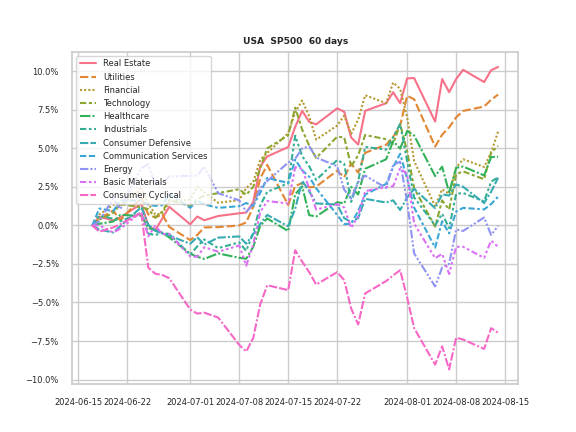 USA  SP500  60 days
10.0%
7.5%
5.0%
2.5%
0.0%
−2.5%
−5.0%
−7.5%
−10.0%
Real Estate
Utilities
Financial
Technology
Healthcare
Industrials
Consumer Defensive
Communication Services
Energy
Basic Materials
Consumer Cyclical
2024-06-15 2024-06-22 2024-07-01 2024-07-08 2024-07-15 2024-07-22 2024-08-01 2024-08-08 2024-08-15